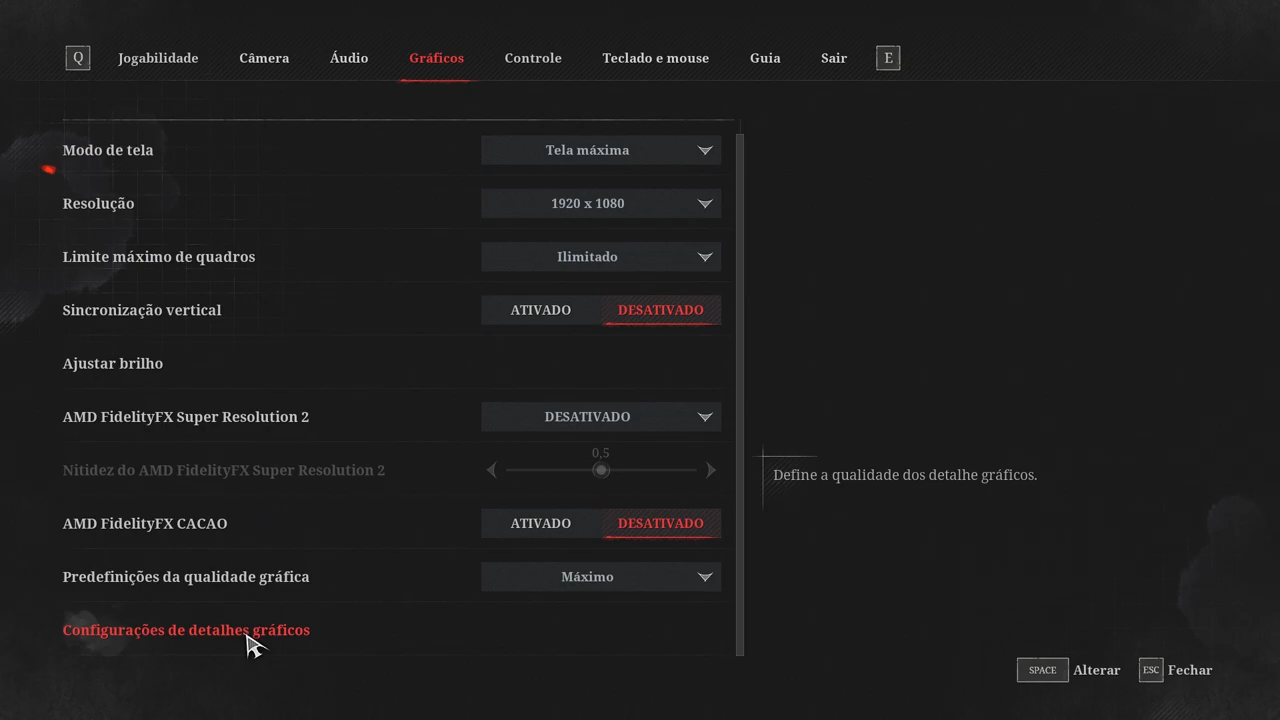 Q Jogabilidade Câmera Áudio Gráficos Controle Teclado e mouse Guia Sair E
Modo de tela Tela máxima
Resolução 1920 x 1080
Limite máximo de quadros Ilimitado
Sincronização vertical ATIVADO DESATIVADO
Ajustar brilho
AMD FidelityFX Super Resolution 2 DESATIVADO
0,5
Nitidez do AMD FidelityFX Super Resolution 2
Define a qualidade dos detalhe gráficos.
AMD FidelityFX CACAO ATIVADO DESATIVADO
Predefinições da qualidade gráfica Máximo
Configurações de detalhes gráficos
SPACE Alterar ESC Fechar